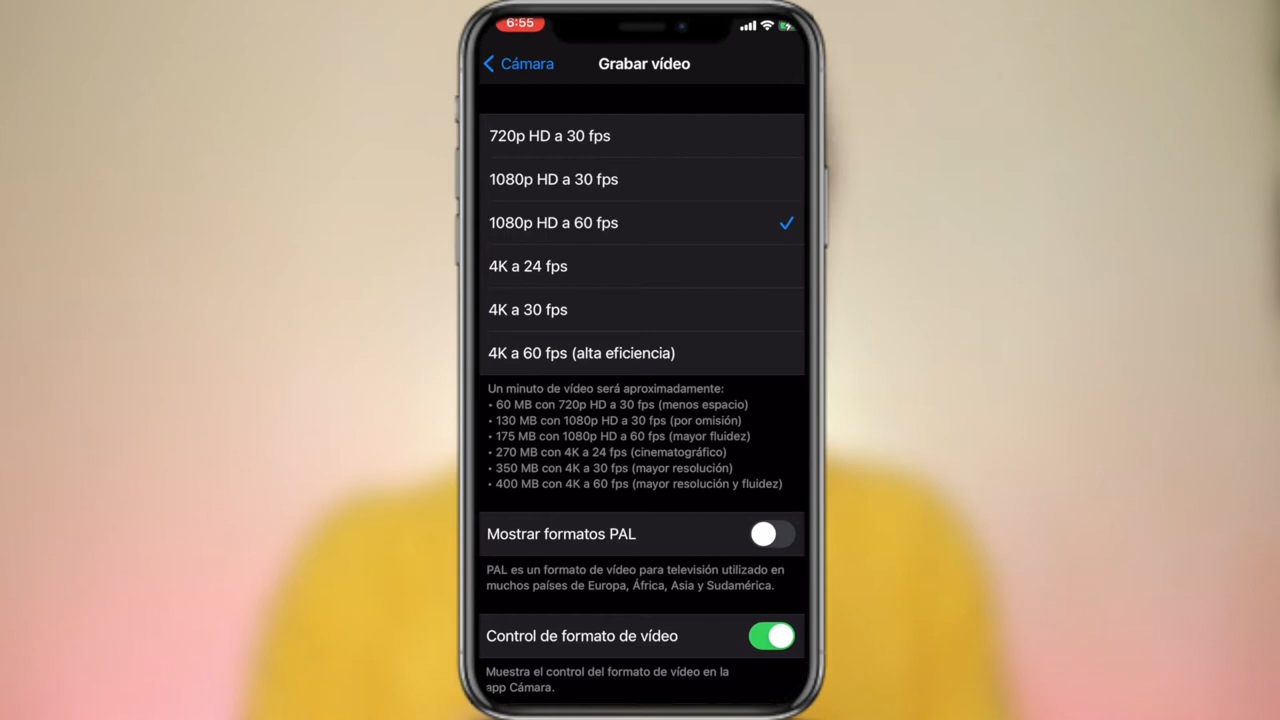 6:55
Cámara
Grabar vídeo
720p HD a 30 fps
1080p HD a 30 fps
1080p HD a 60 fps
4K a 24 fps
4K a 30 fps
4K a 60 fps (alta eficiencia)
Un minuto de vídeo será aproximadamente:
• 60 MB con 720p HD a 30 fps (menos espacio)
• 130 MB con 1080p HD a 30 fps (por omisión)
• 175 MB con 1080p HD a 60 fps (mayor fluidez)
• 270 MB con 4K a 24 fps (cinematográfico)
• 350 MB con 4K a 30 fps (mayor resolución)
• 400 MB con 4K a 60 fps (mayor resolución y fluidez)
Mostrar formatos PAL
PAL es un formato de vídeo para televisión utilizado en
muchos países de Europa, África, Asia y Sudamérica.
Control de formato de vídeo
Muestra el control del formato de vídeo en la
app Cámara.